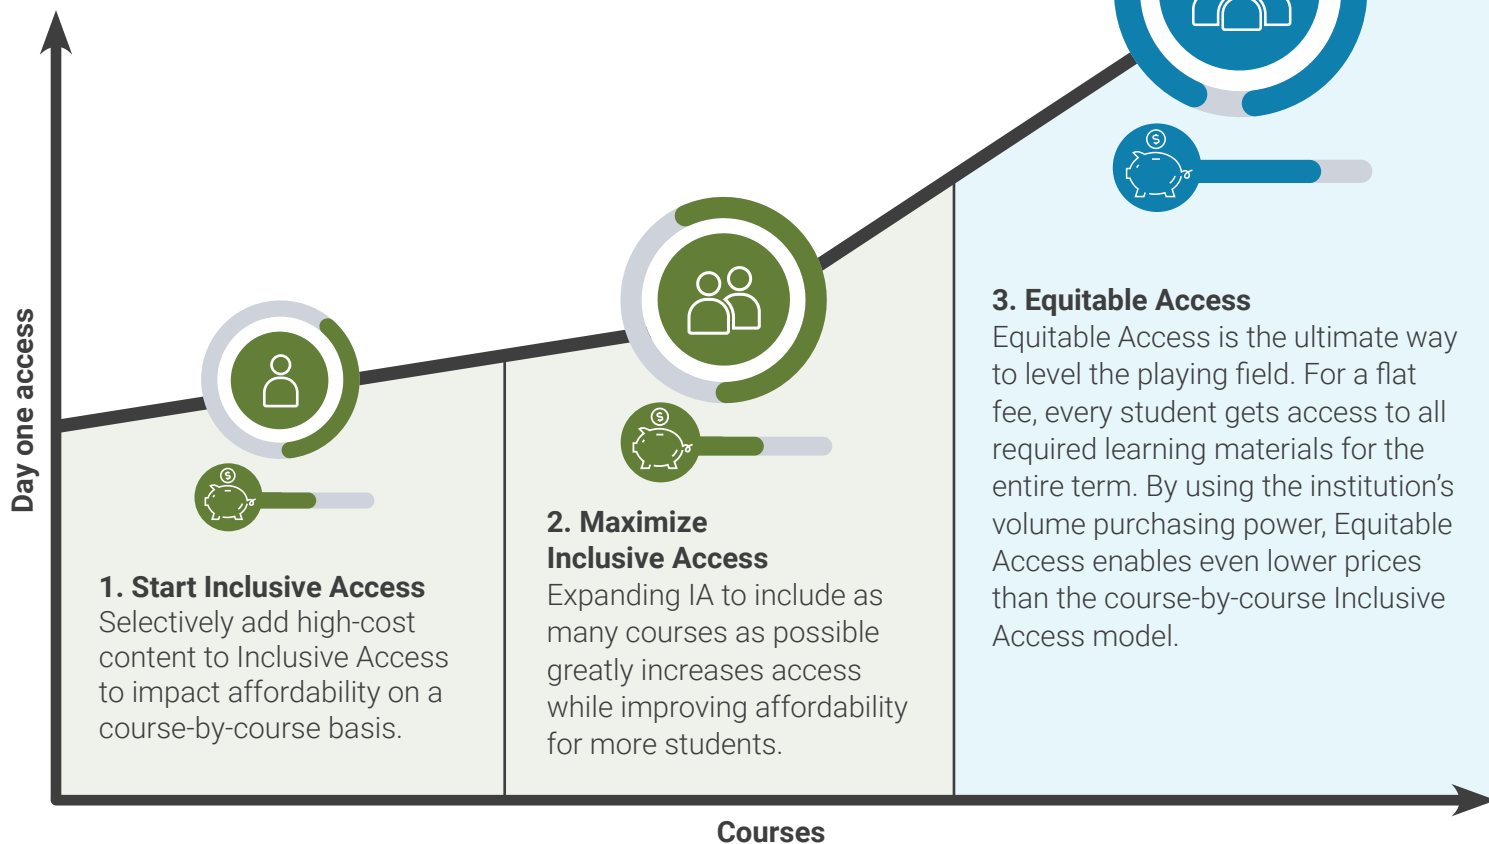 Day one access
$
1. Start Inclusive Access
Selectively add high-cost
content to Inclusive Access
to impact affordability on a
course-by-course basis.
$
2. Maximize
Inclusive Access
Expanding IA to include as
many courses as possible
greatly increases access
while improving affordability
for more students.
$
3. Equitable Access
Equitable Access is the ultimate way
to level the playing field. For a flat
fee, every student gets access to all
required learning materials for the
entire term. By using the institution’s
volume purchasing power, Equitable
Access enables even lower prices
than the course-by-course Inclusive
Access model.
Courses